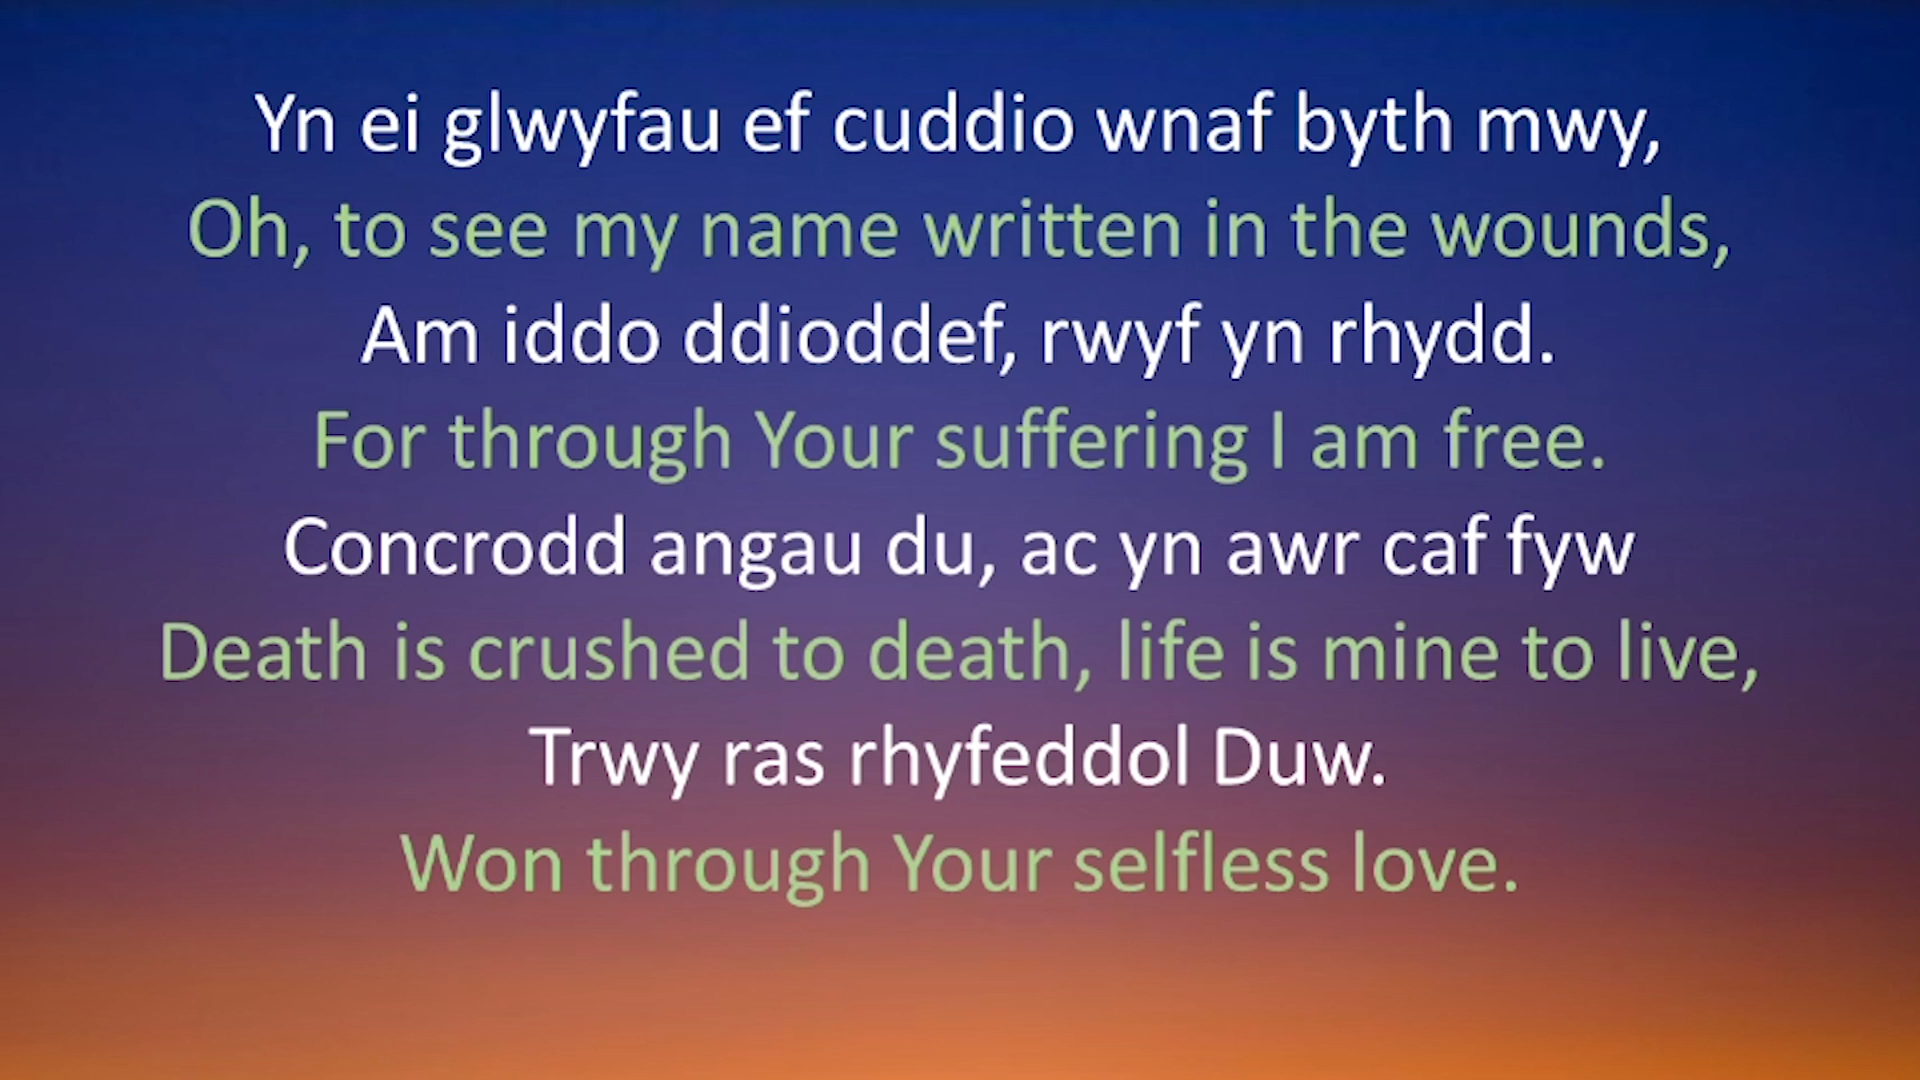 Yn ei glwyfau ef cuddio wnaf byth mwy,
Oh, to see my name written in the wounds,
Am iddo ddioddef, rwyf yn rhydd.
For through Your suffering I am free.
Concrodd angau du, ac yn awr caf fyw
Death is crushed to death, life is mine to live,
Trwy ras rhyfeddol Duw.
Won through Your selfless love.